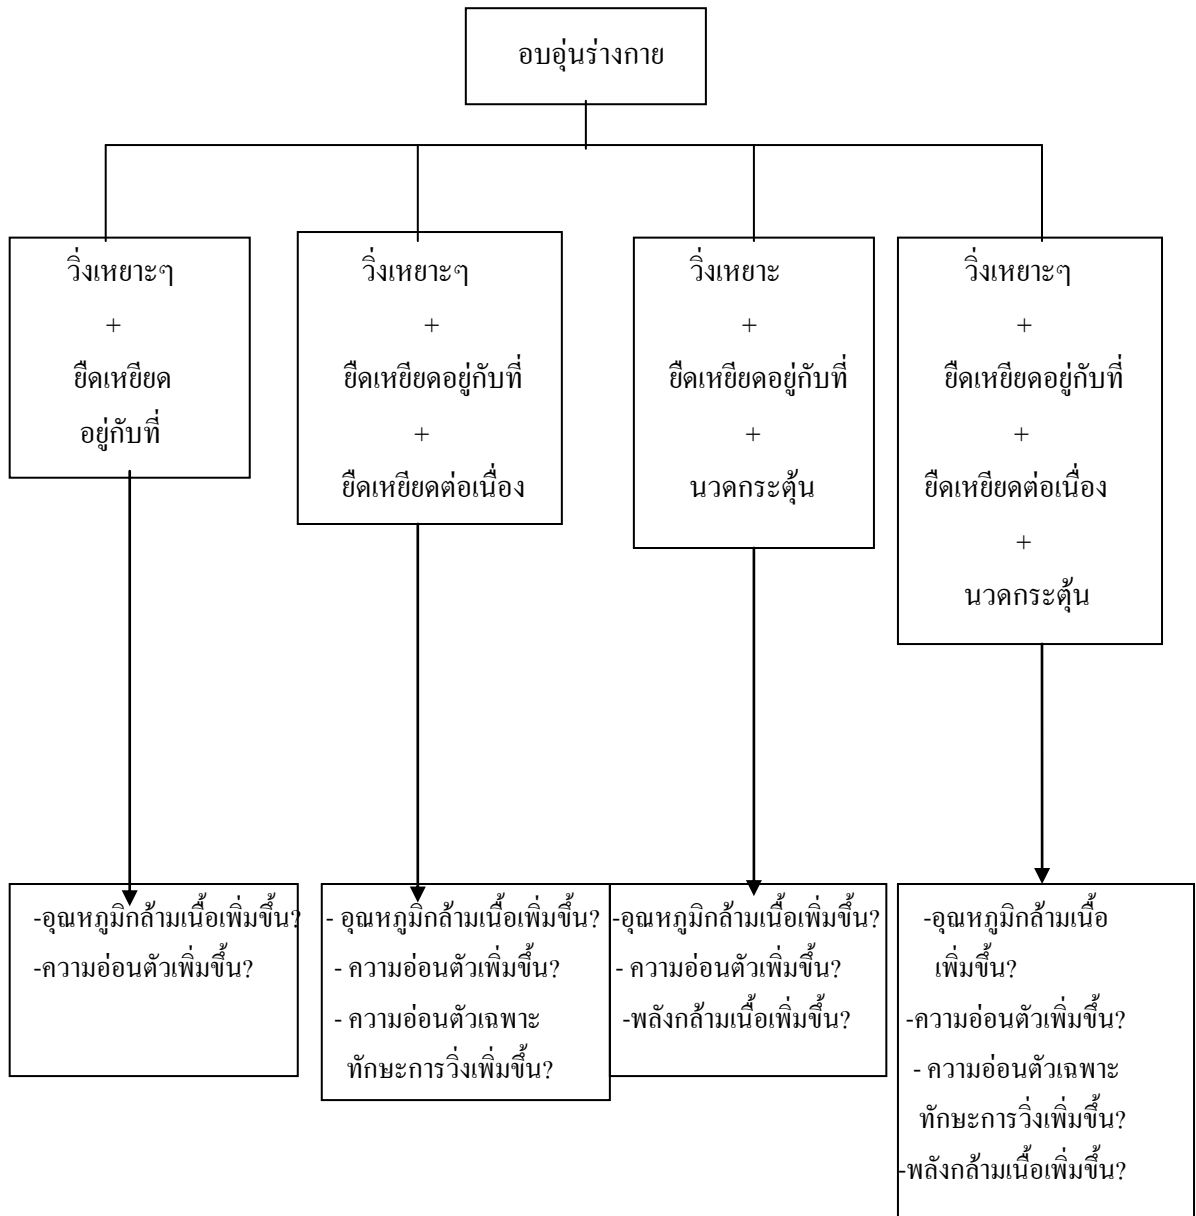 อบอุ่นร่างกาย
วิ่งเหยาะๆ
+
ยืดเหยียด
อยู่กับที่
วิ่งเหยาะๆ
+
ยืดเหยียดอยู่กับที่
+
ยืดเหยียดต่อเนื่อง
วิ่งเหยาะ
+
ยืดเหยียดอยู่กับที่
+
นวดกระตุ้น
วิ่งเหยาะๆ
+
ยืดเหยียดอยู่กับที่
+
ยืดเหยียดต่อเนื่อง
+
นวดกระตุ้น
-อุณหภูมิกล้ามเนื้อเพิ่มขึ้น?
-ความอ่อนตัวเพิ่มขึ้น?
- อุณหภูมิกล้ามเนื้อเพิ่มขึ้น?
- ความอ่อนตัวเพิ่มขึ้น?
- ความอ่อนตัวเฉพาะ
ทักษะการวิ่งเพิ่มขึ้น?
-อุณหภูมิกล้ามเนื้อเพิ่มขึ้น?
- ความอ่อนตัวเพิ่มขึ้น?
-พลังกล้ามเนื้อเพิ่มขึ้น?
-อุณหภูมิกล้ามเนื้อ
เพิ่มขึ้น?
-ความอ่อนตัวเพิ่มขึ้น?
- ความอ่อนตัวเฉพาะ
ทักษะการวิ่งเพิ่มขึ้น?
-พลังกล้ามเนื้อเพิ่มขึ้น?